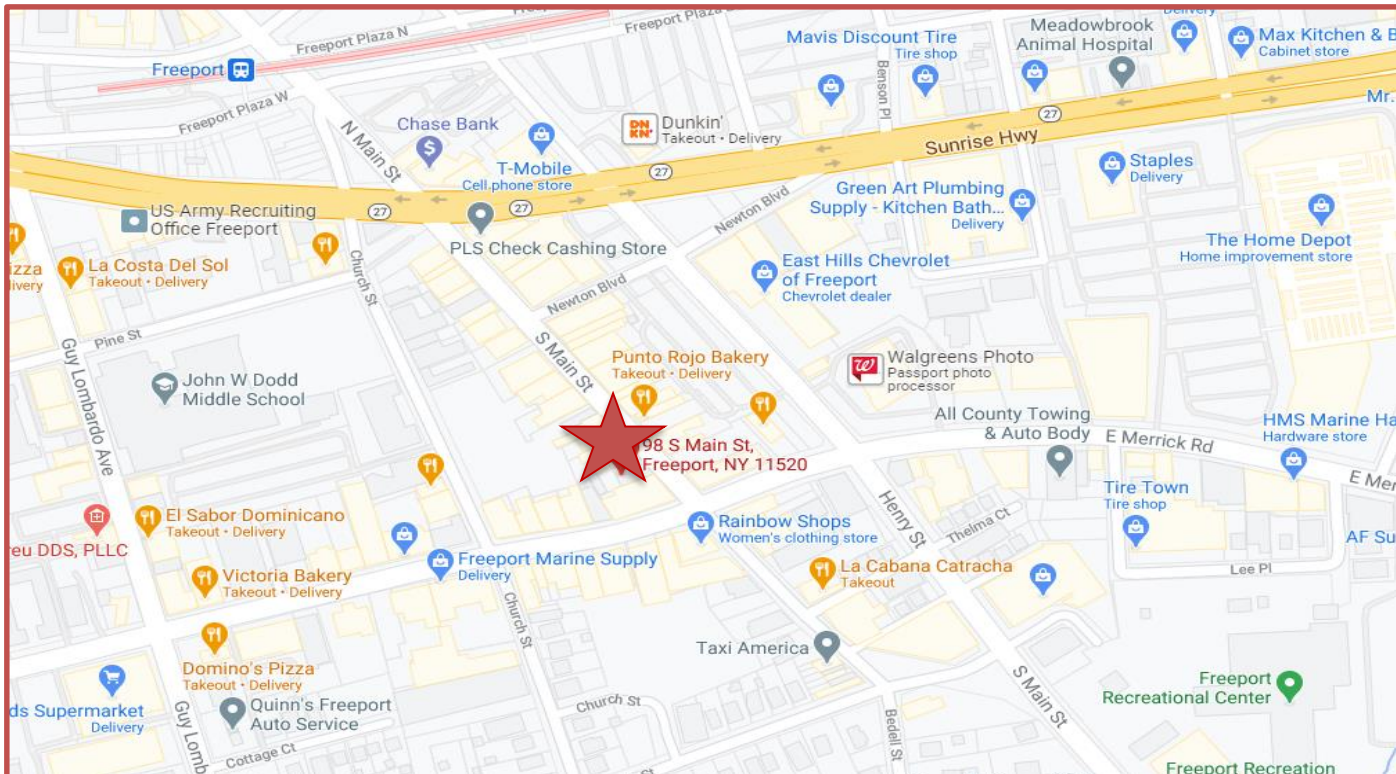 Freeport Plaza N
Freeport Plaza
Freeport
Freeport Plaza W
N Main St
Chase Bank
T-Mobile
Cell phone store
DN
KN'
Dunkin'
Takeout • Delivery
Mavis Discount Tire
Tire shop
Benson Pl
Meadowbrook
Animal Hospital
Delivery
Max Kitchen & B
Cabinet store
Mr.
27
Sunrise Hwy
27
27
27
27
US Army Recruiting
Office Freeport
PLS Check Cashing Store
Newton Blvd
Green Art Plumbing
Supply - Kitchen Bath...
Delivery
Staples
Delivery
The Home Depot
Home improvement store
izza
livery
La Costa Del Sol
Takeout • Delivery
Church St
Newton Blvd
East Hills Chevrolet
of Freeport
Chevrolet dealer
Pine St
Guy Lombardo Ave
John W Dodd
Middle School
S Main St
Punto Rojo Bakery
Takeout • Delivery
Walgreens Photo
Passport photo
processor
All County Towing
& Auto Body
E Merrick Rd
HMS Marine Ha
Hardware store
98 S Main St,
Freeport, NY 11520
E Mer
Henry St
Tire Town
Tire shop
reu DDS, PLLC
El Sabor Dominicano
Takeout • Delivery
Rainbow Shops
Women's clothing store
Thelma Ct
AF Su
Freeport Marine Supply
Delivery
La Cabana Catracha
Takeout
Lee Pl
Victoria Bakery
Takeout • Delivery
Church St
Taxi America
Domino's Pizza
Takeout • Delivery
S Main St
Freeport
Recreational Center
ds Supermarket
Delivery
Quinn's Freeport
Auto Service
Church St
Guy Lomb
Cottage Ct
Bedell St
Freeport Recreation